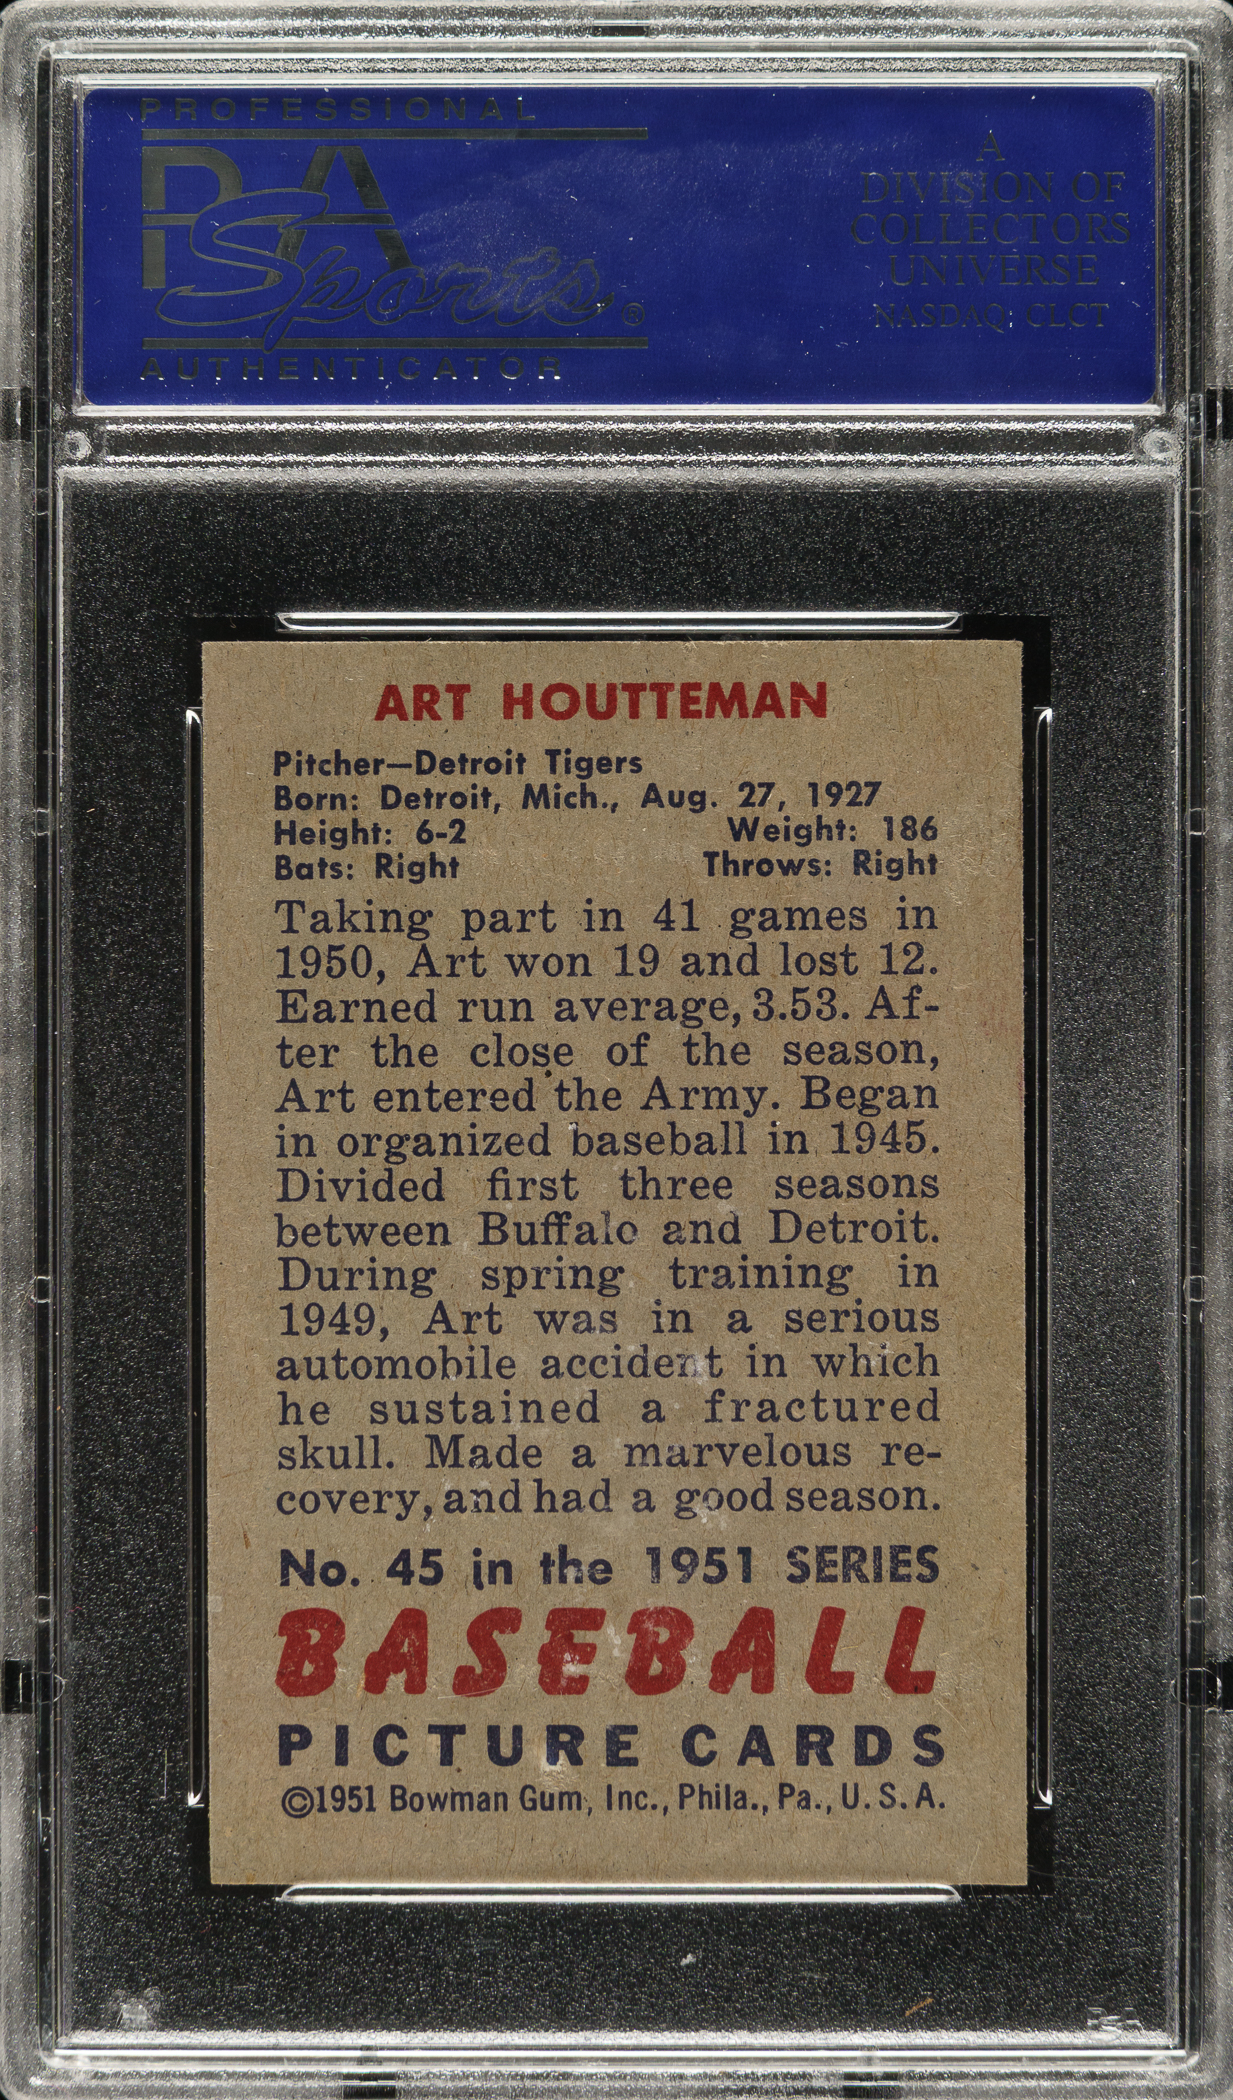 PROFESSIONAL
PSA
Sports®
AUTHENTICATOR
A
DIVISION OF
COLLECTORS
UNIVERSE
NASDAQ: CLCT
ART HOUTTEMAN
Pitcher—Detroit Tigers
Born: Detroit, Mich., Aug. 27, 1927
Height: 6-2 Weight: 186
Bats: Right Throws: Right
Taking part in 41 games in
1950, Art won 19 and lost 12.
Earned run average, 3.53. Af-
ter the close of the season,
Art entered the Army. Began
in organized baseball in 1945.
Divided first three seasons
between Buffalo and Detroit.
During spring training in
1949, Art was in a serious
automobile accident in which
he sustained a fractured
skull. Made a marvelous re-
covery, and had a good season.
No. 45 in the 1951 SERIES
BASEBALL
PICTURE CARDS
©1951 Bowman Gum, Inc., Phila., Pa., U.S.A.
PSA